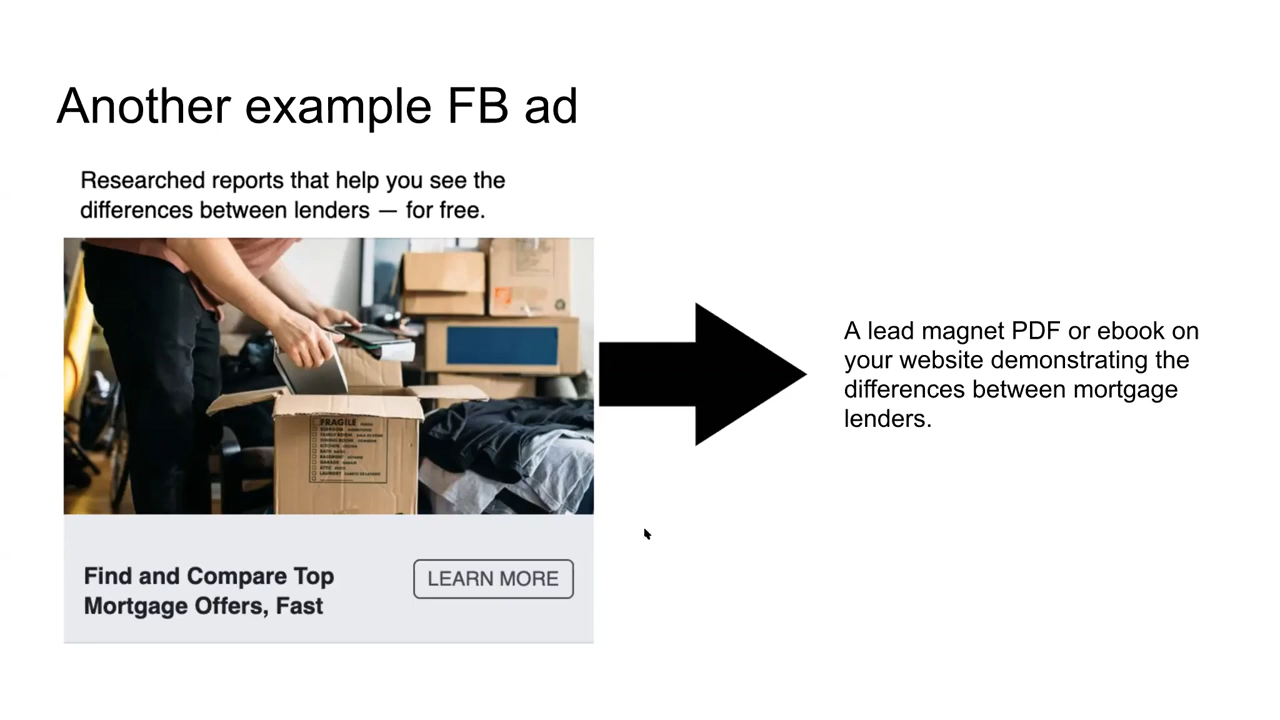 Another example FB ad
Researched reports that help you see the
differences between lenders — for free.
FRAGILE
A lead magnet PDF or ebook on
your website demonstrating the
differences between mortgage
lenders.
Find and Compare Top
Mortgage Offers, Fast
LEARN MORE